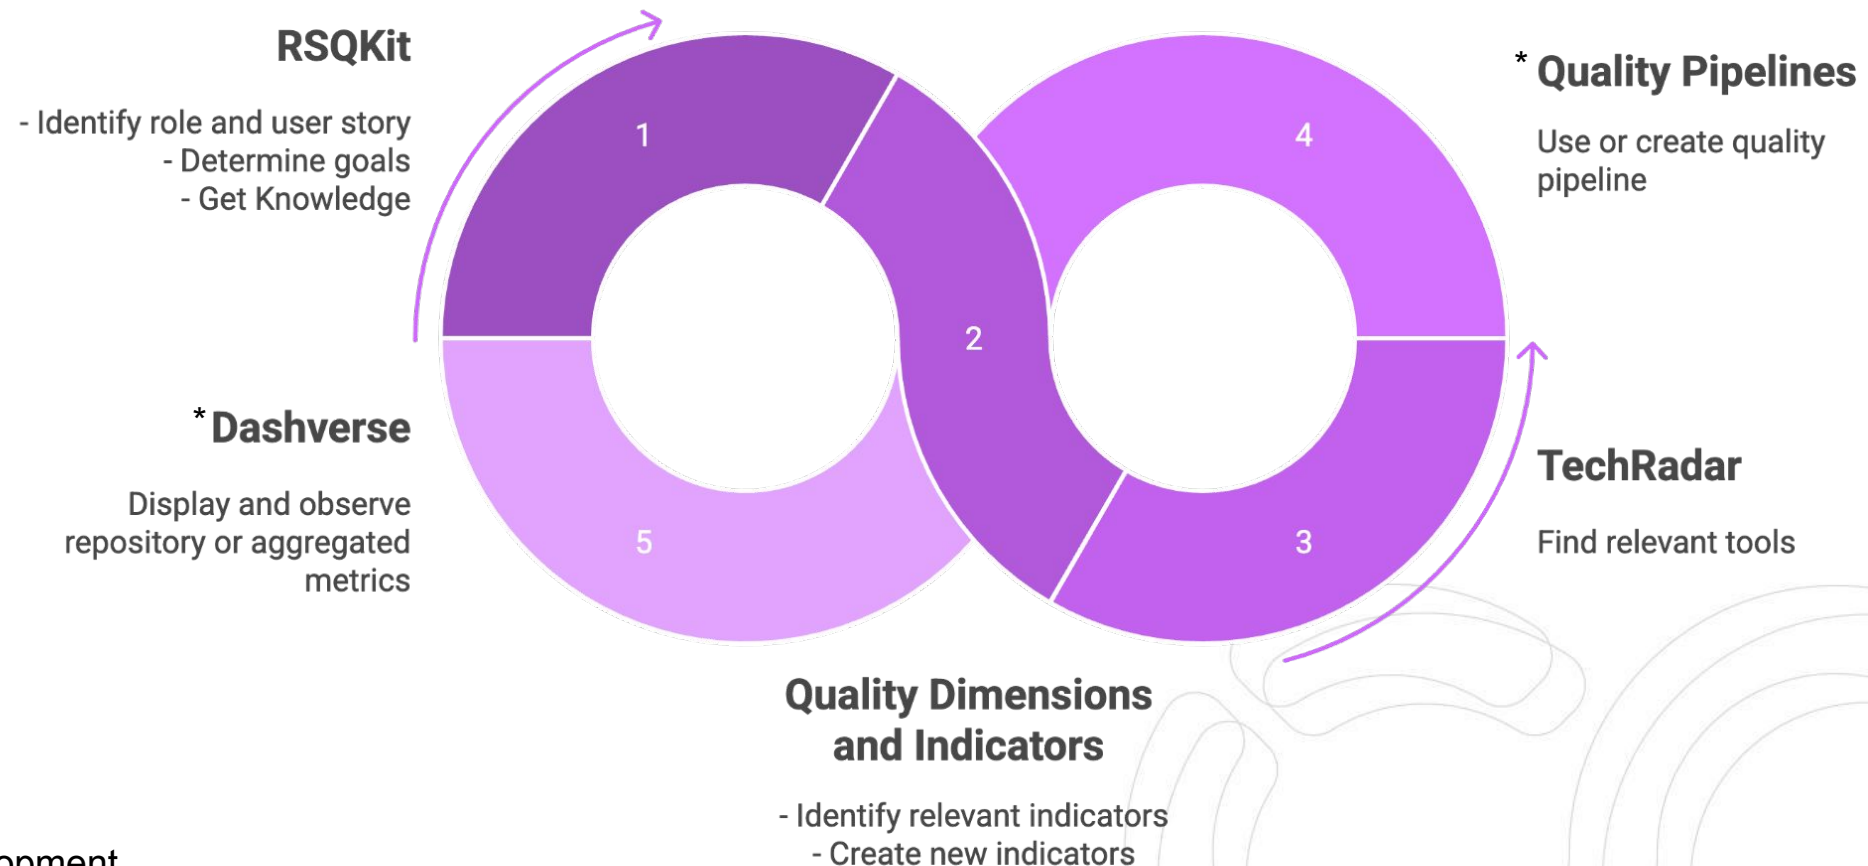 RSQKit
- Identify role and user story
- Determine goals
- Get Knowledge
1
4
* Quality Pipelines
Use or create quality
pipeline
2
* Dashverse
Display and observe
repository or aggregated
metrics
5
3
TechRadar
Find relevant tools
Quality Dimensions
and Indicators
- Identify relevant indicators
- Create new indicators